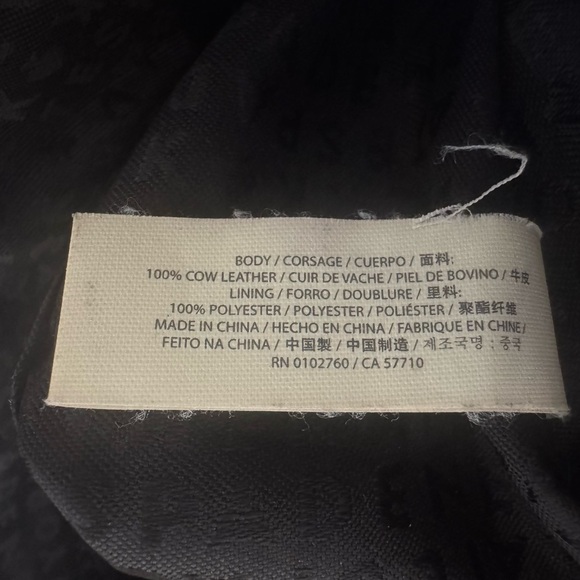 BODY / CORSAGE / CUERPO / 面料:
100% COW LEATHER / CUIR DE VACHE / PIEL DE BOVINO / 牛皮
LINING / FORRO / DOUBLURE / 里料:
100% POLYESTER / POLYESTER / POLIÉSTER / 聚酯纤维
MADE IN CHINA / HECHO EN CHINA / FABRIQUE EN CHINE /
FEITO NA CHINA / 中国製 / 中国制造 / 제조국명 : 중국
RN 0102760 / CA 57710